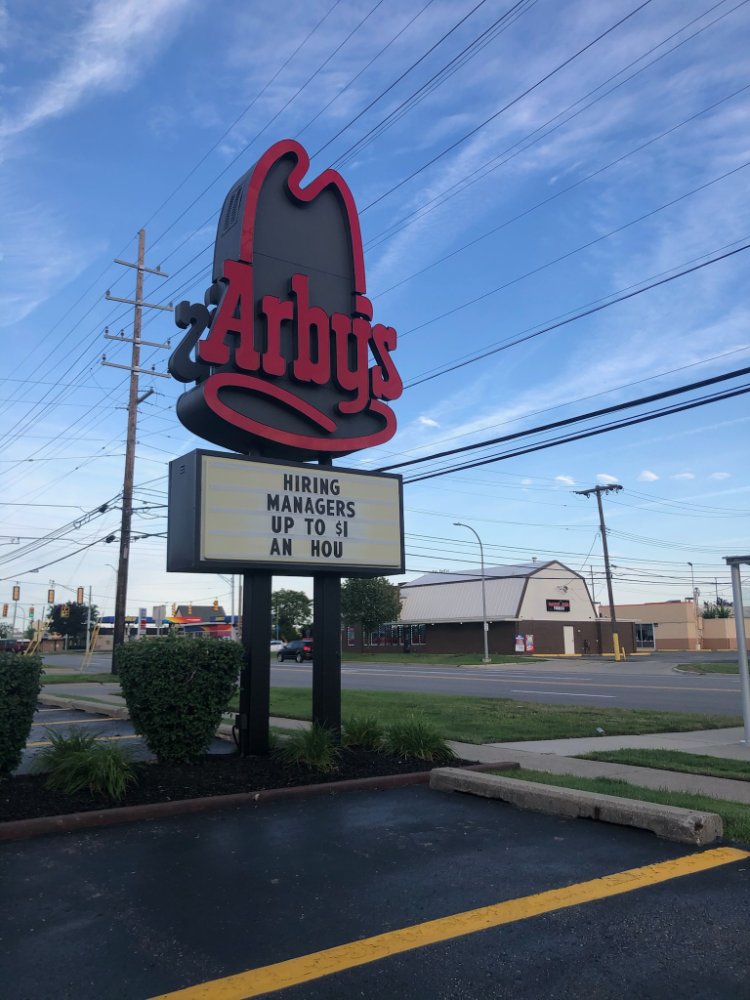 Arby's
HIRING
MANAGERS
UP TO $1
AN HOU